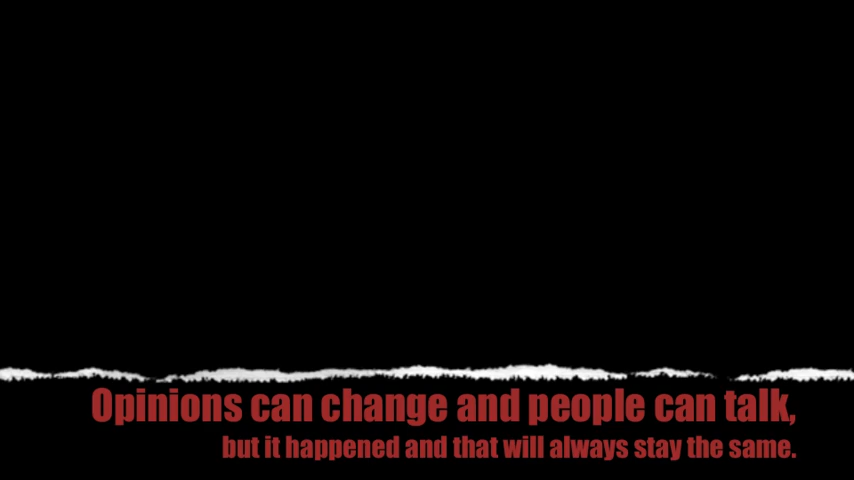 Opinions can change and people can talk,
but it happened and that will always stay the same.